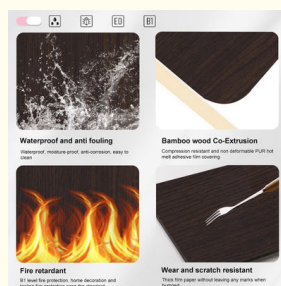 E0
B1
Waterproof and anti fouling
Waterproof, moisture-proof, anti-corrosion, easy to
clean
Bamboo wood Co-Extrusion
Compression resistant and non deformable PUR hot
melt adhesive film covering
Fire retardant
B1 level fire protection, home decoration and
Wear and scratch resistant
Thick film paper without leaving any marks when